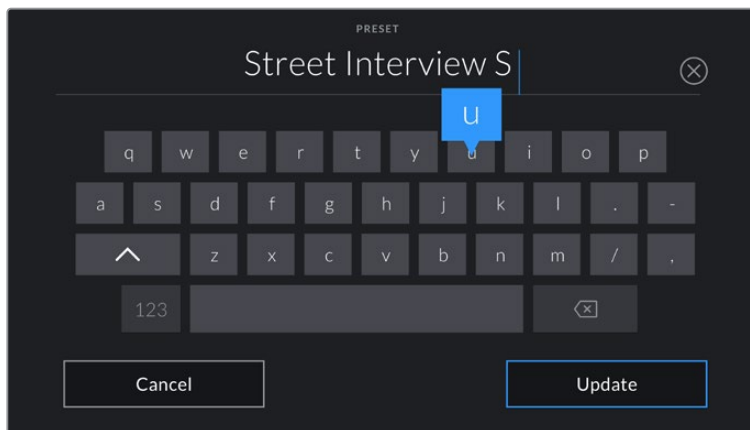 PRESET
Street Interview S
u
q w e r t y u i o p
a s d f g h j k l . -
z x c v b n m / ,
123
Cancel Update